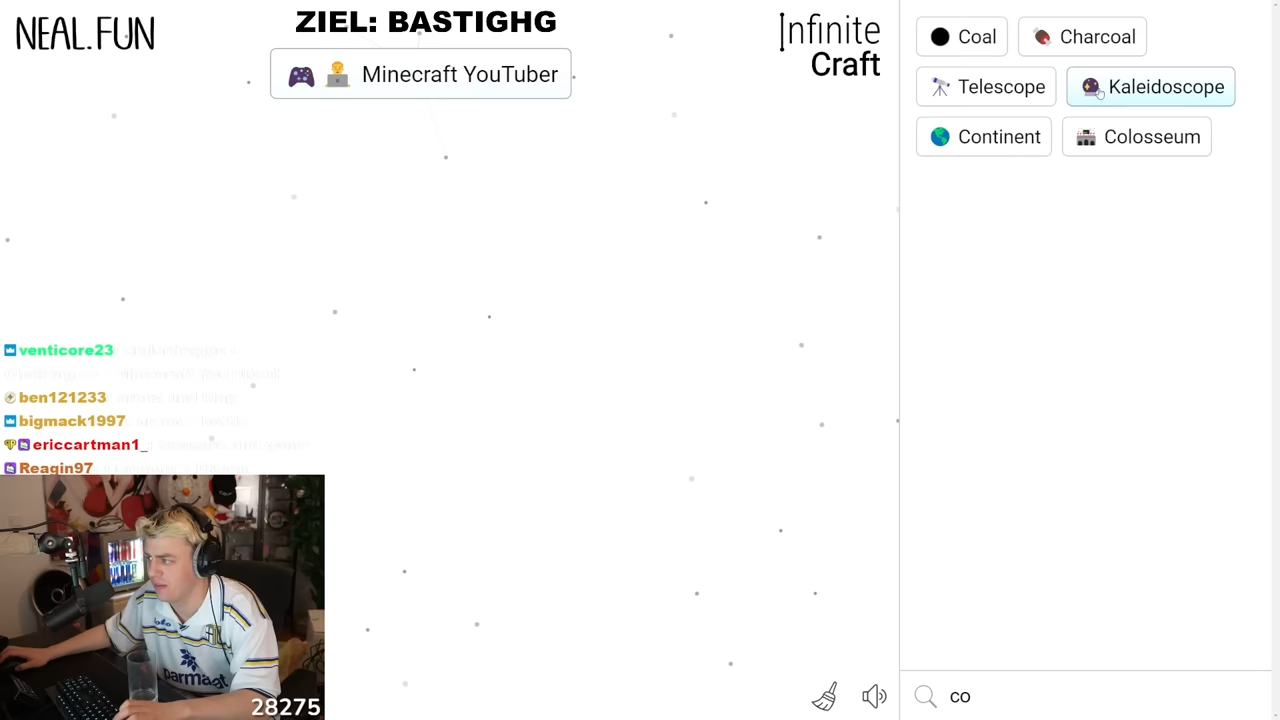 NEAL.FUN
ZIEL: BASTIGHG
Minecraft YouTuber
Infinite
Craft
Coal
Charcoal
Telescope
Kaleidoscope
Continent
Colosseum
venticore23
ben121233
bigmack1997
ericcartman1_
Reagin97
parmaat
28275
co